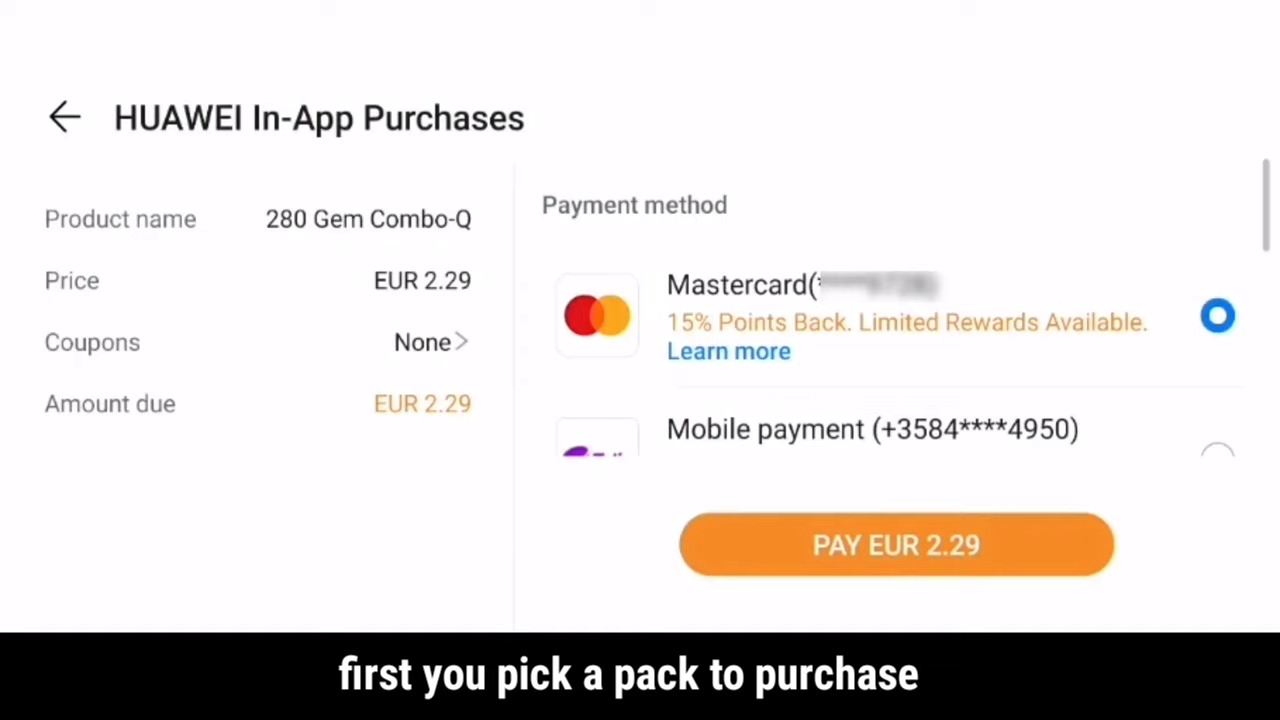 HUAWEI In-App Purchases
Product name 280 Gem Combo-Q
Price EUR 2.29
Coupons None
Amount due EUR 2.29
Payment method
Mastercard(*
15% Points Back. Limited Rewards Available.
Learn more
Mobile payment (+3584****4950)
PAY EUR 2.29
first you pick a pack to purchase